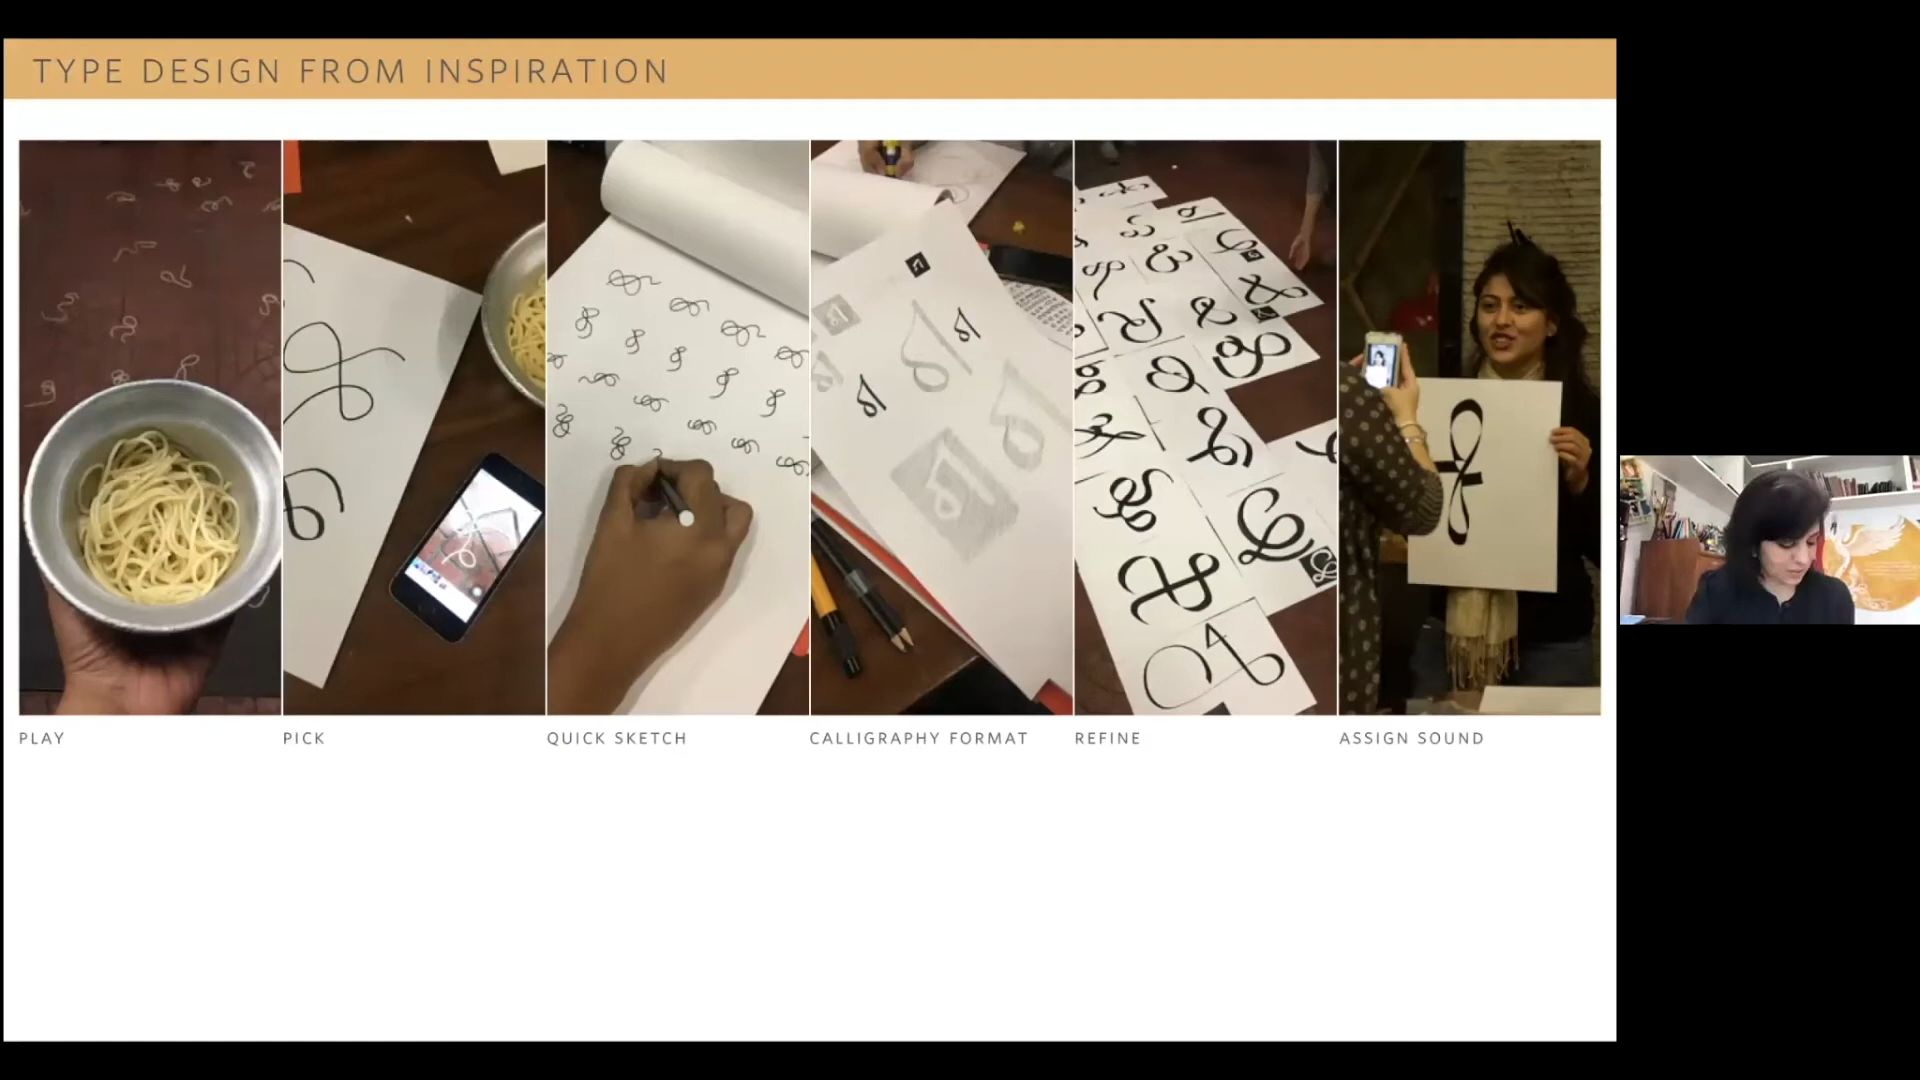 TYPE DESIGN FROM INSPIRATION
PLAY
PICK
QUICK SKETCH
CALLIGRAPHY FORMAT
REFINE
ASSIGN SOUND